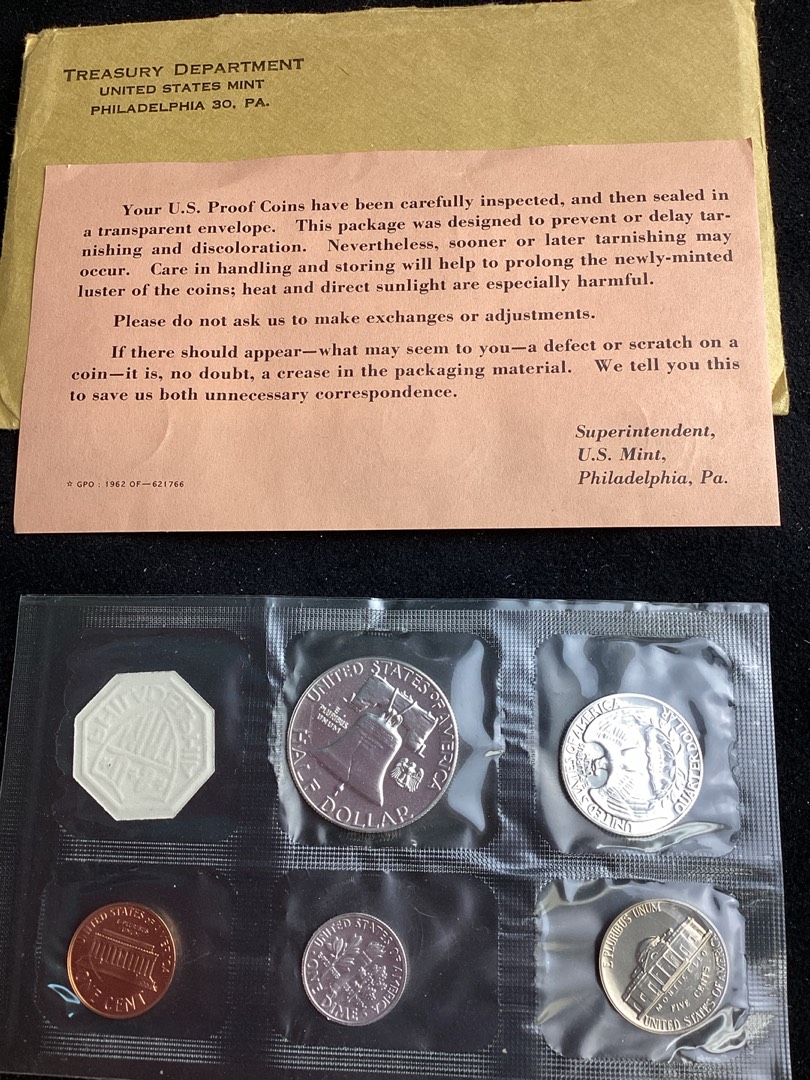 TREASURY DEPARTMENT
UNITED STATES MINT
PHILADELPHIA 30, PA.
Your U.S. Proof Coins have been carefully inspected, and then sealed in
a transparent envelope. This package was designed to prevent or delay tar-
nishing and discoloration. Nevertheless, sooner or later tarnishing may
occur. Care in handling and storing will help to prolong the newly-minted
luster of the coins; heat and direct sunlight are especially harmful.
Please do not ask us to make exchanges or adjustments.
If there should appear—what may seem to you—a defect or scratch on a
coin—it is, no doubt, a crease in the packaging material. We tell you this
to save us both unnecessary correspondence.
Superintendent,
U.S. Mint,
Philadelphia, Pa.
☆ GPO : 1962 OF—621766
UNITED STATES OF AMERICA
E
PLURIBUS
UNUM
HALF DOLLAR
UNITED STATES OF AMERICA
QUARTER DOLLAR
UNITED STATES OF AMERICA
ONE CENT
UNITED STATES OF AMERICA
ONE DIME
E PLURIBUS UNUM
MONTICELLO
FIVE CENTS
UNITED STATES OF AMERICA